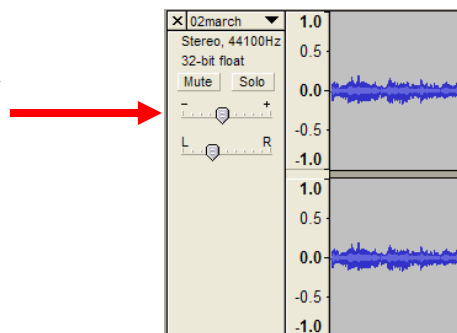 × 02march ▼
Stereo, 44100Hz
32-bit float
Mute Solo
- +
L R
1.0
0.5
0.0
-0.5
-1.0
1.0
0.5
0.0
-0.5
-1.0